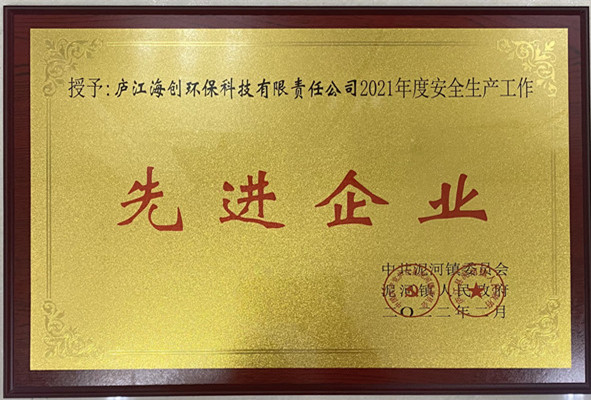 授予：庐江海创环保科技有限责任公司2021年度安全生产工作
先进企业
中共泥河镇委员会
泥河镇人民政府
二〇二二年二月